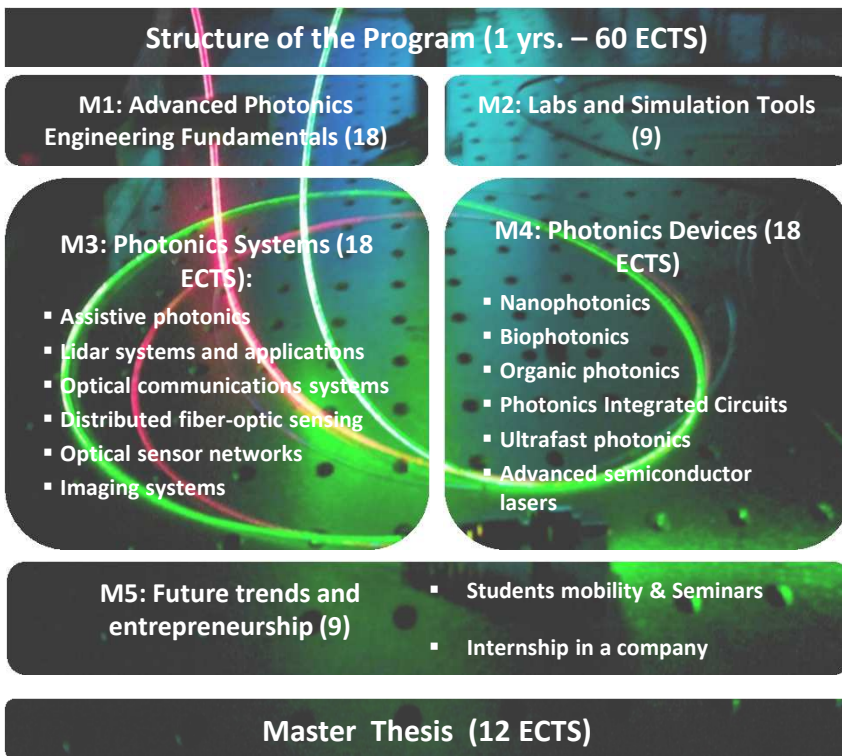 Structure of the Program (1 yrs. – 60 ECTS)
M1: Advanced Photonics
Engineering Fundamentals (18)
M2: Labs and Simulation Tools
(9)
M3: Photonics Systems (18
ECTS):
▪ Assistive photonics
▪ Lidar systems and applications
▪ Optical communications systems
▪ Distributed fiber-optic sensing
▪ Optical sensor networks
▪ Imaging systems
M4: Photonics Devices (18
ECTS)
▪ Nanophotonics
▪ Biophotonics
▪ Organic photonics
▪ Photonics Integrated Circuits
▪ Ultrafast photonics
▪ Advanced semiconductor
lasers
M5: Future trends and
entrepreneurship (9)
▪ Students mobility & Seminars
▪ Internship in a company
Master Thesis (12 ECTS)